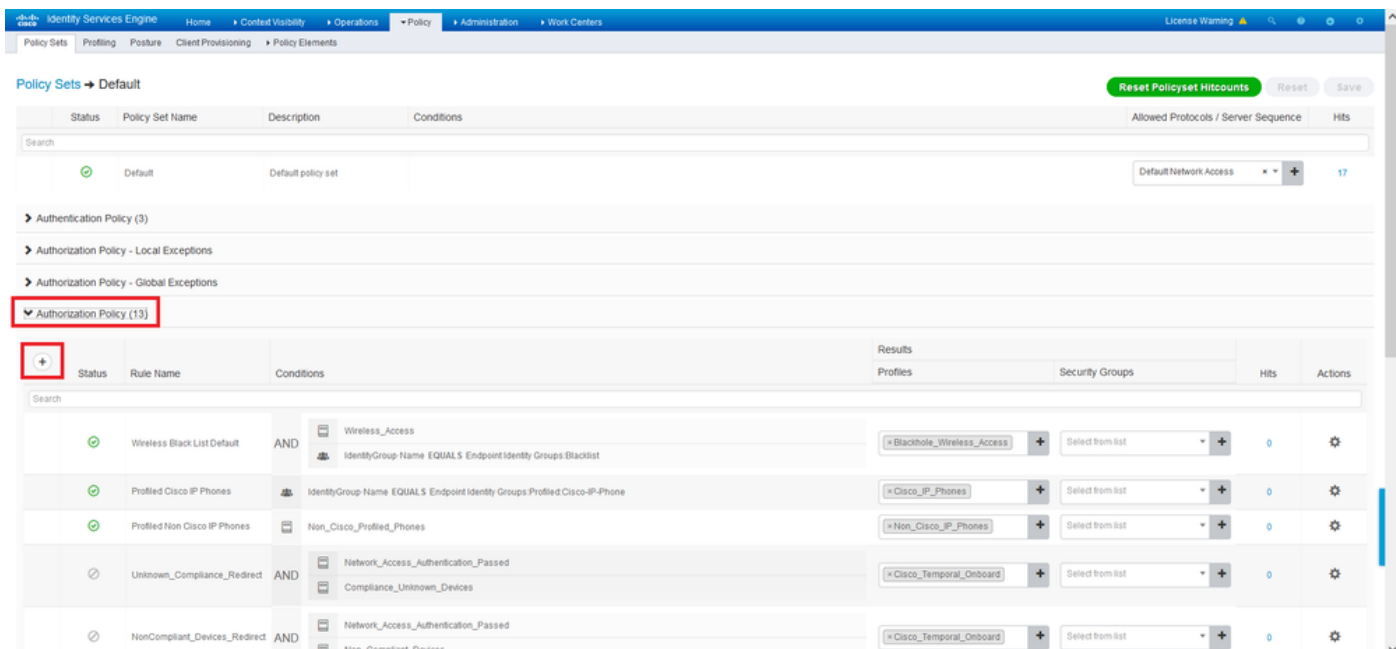 cisco Identity Services Engine Home Context Visibility Operations Policy Administration Work Centers License Warning
Policy Sets Profiling Posture Client Provisioning Policy Elements
Policy Sets → Default Reset Policyset Hitcounts Reset Save
Status Policy Set Name Description Conditions Allowed Protocols / Server Sequence Hits
Search
Default Default policy set Default Network Access × + 17
Authentication Policy (3)
Authorization Policy - Local Exceptions
Authorization Policy - Global Exceptions
Authorization Policy (13)
Results
+ Status Rule Name Conditions Profiles Security Groups Hits Actions
Search
Wireless Black List Default AND Wireless_Access
IdentityGroup·Name EQUALS Endpoint Identity Groups:Blacklist
×Blackhole_Wireless_Access + Select from list + 0
Profiled Cisco IP Phones IdentityGroup·Name EQUALS Endpoint Identity Groups:Profiled:Cisco-IP-Phone ×Cisco_IP_Phones + Select from list + 0
Profiled Non Cisco IP Phones Non_Cisco_Profiled_Phones ×Non_Cisco_IP_Phones + Select from list + 0
Unknown_Compliance_Redirect AND Network_Access_Authentication_Passed
Compliance_Unknown_Devices
×Cisco_Temporal_Onboard + Select from list + 0
NonCompliant_Devices_Redirect AND Network_Access_Authentication_Passed
Non_Compliant_Devices
×Cisco_Temporal_Onboard + Select from list + 0